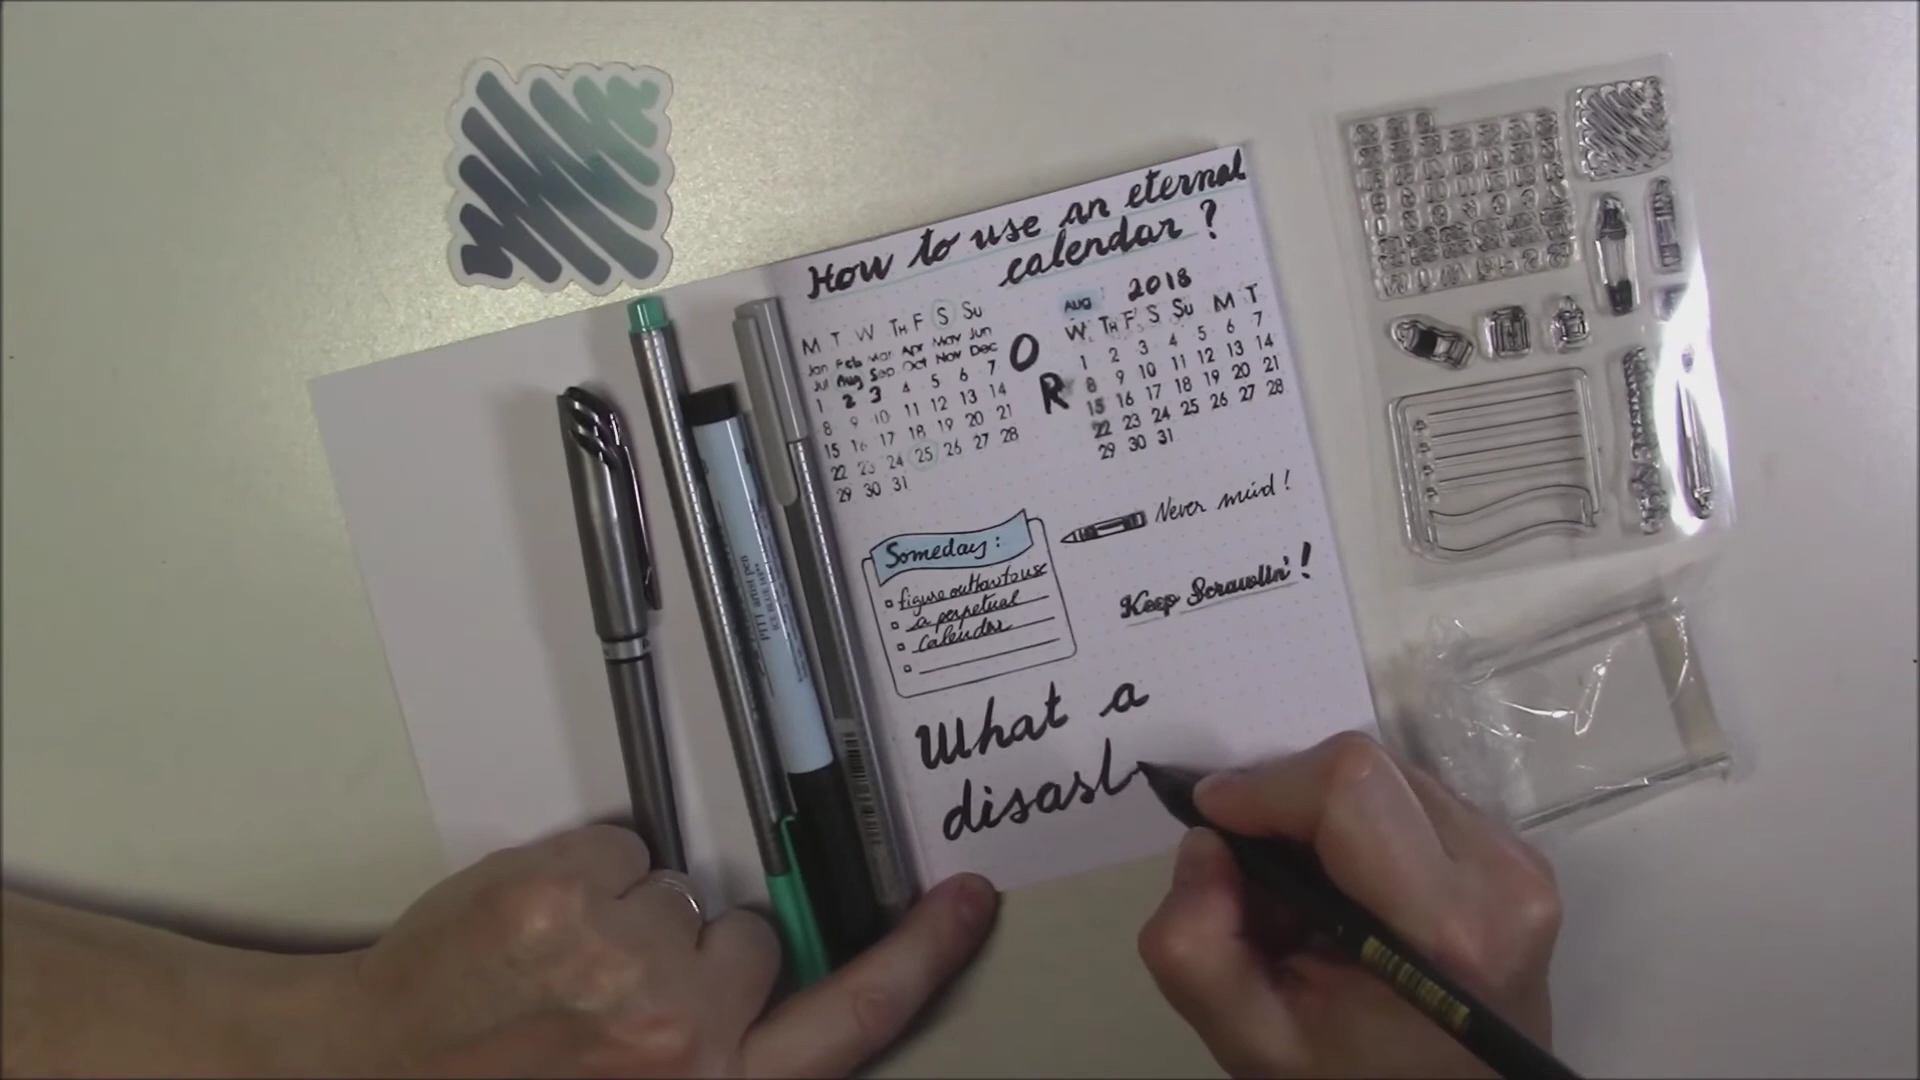 How to use an eternal
calendar ?
M T W TH F S Su
Jan Feb Mar Apr May Jun
Jul Aug Sep Oct Nov Dec
1 2 3 4 5 6 7
8 9 10 11 12 13 14
15 16 17 18 19 20 21
22 23 24 25 26 27 28
29 30 31
O
R
Aug 2018
W TH F S Su M T
1 2 3 4 5 6 7
8 9 10 11 12 13 14
15 16 17 18 19 20 21
22 23 24 25 26 27 28
29 30 31
Someday :
figure out how to use
a perpetual
calendar
Never mind !
Keep Scrawlin' !
What a
disast
PITT artist pen